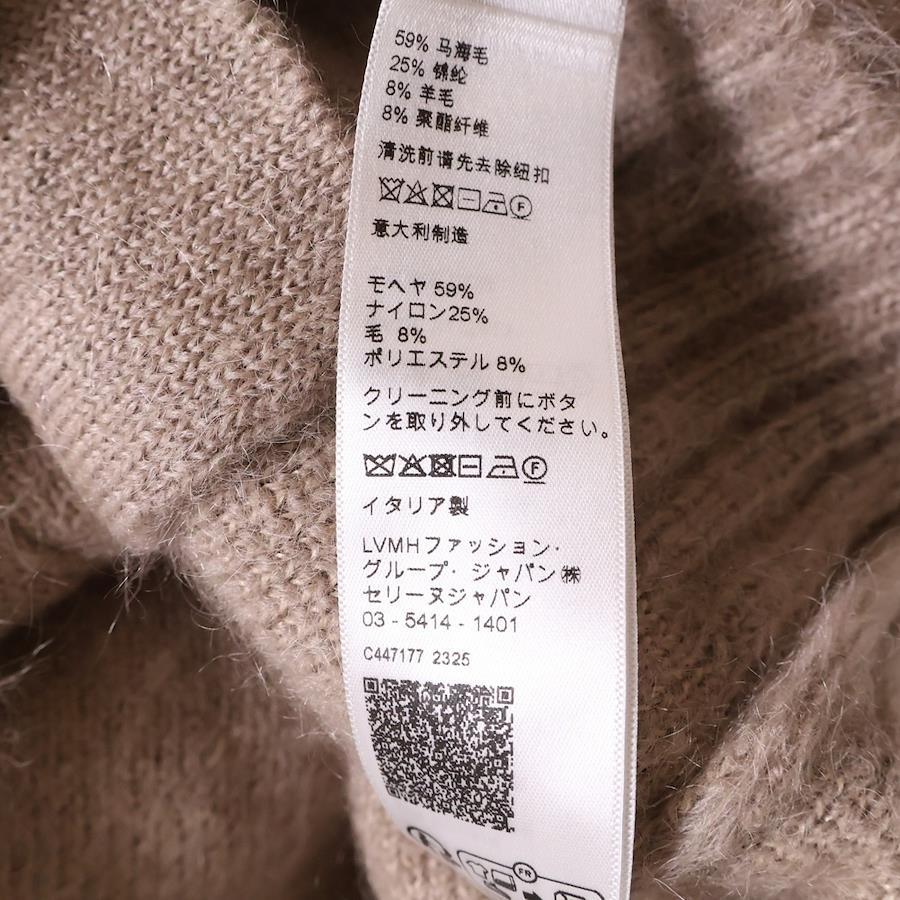 59% 马海毛
25% 锦纶
8% 羊毛
8% 聚酯纤维
清洗前请先去除纽扣
F
意大利制造
モヘヤ 59%
ナイロン25%
毛 8%
ポリエステル 8%
クリーニング前にボタ
ンを取り外してください。
F
イタリア製
LVMHファッション・
グループ・ジャパン㈱
セリーヌジャパン
03 - 5414 - 1401
C447177 2325
FR